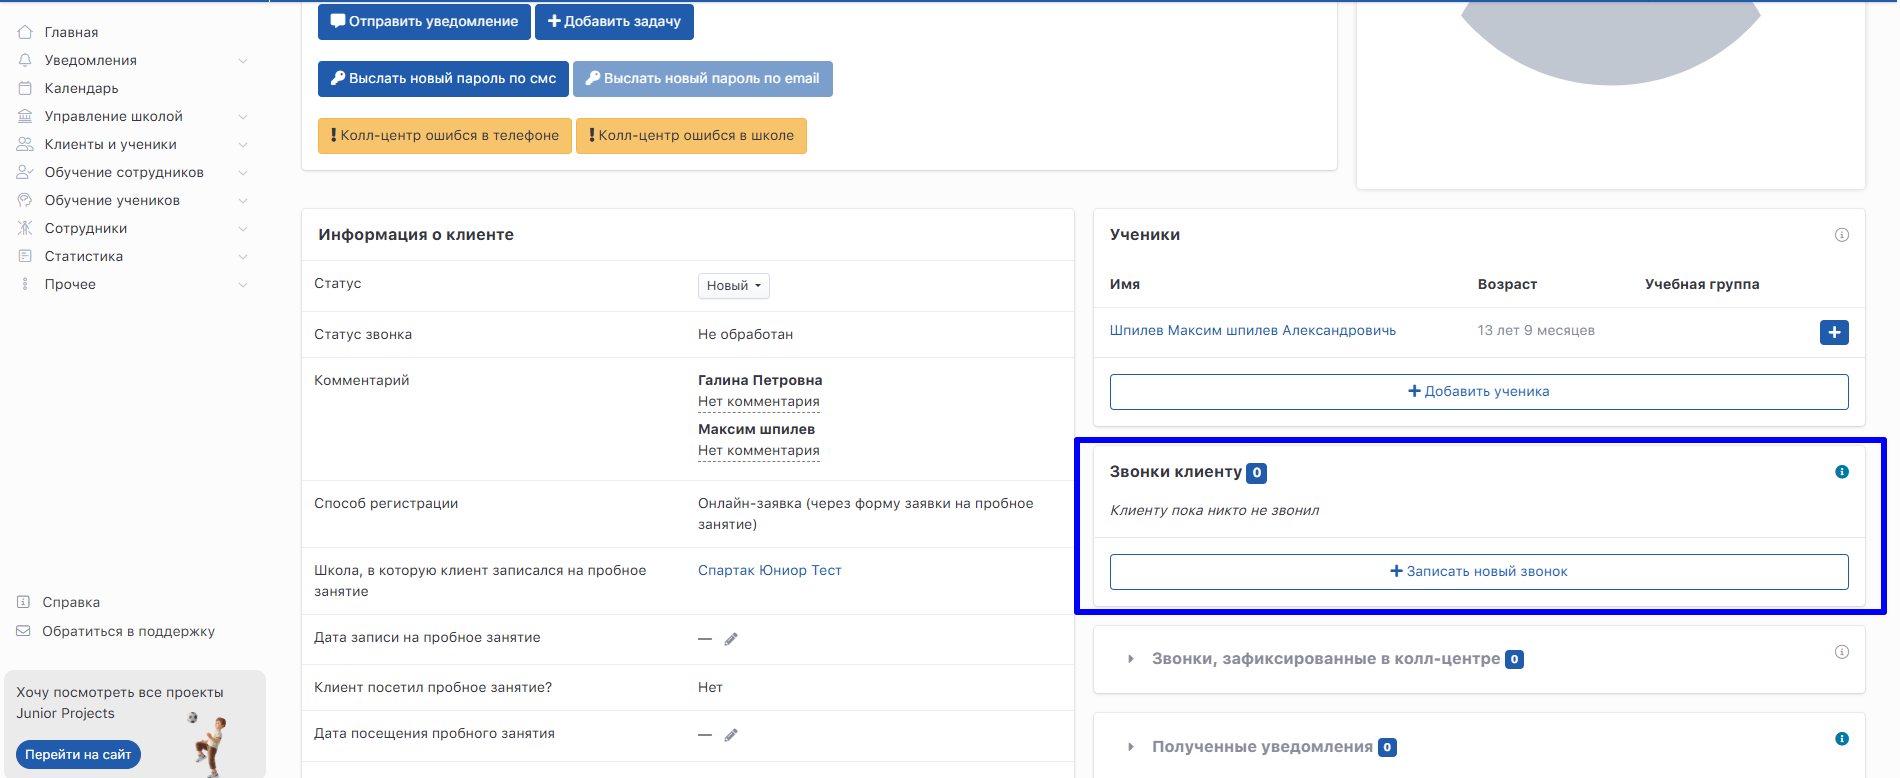 Главная
Уведомления
Календарь
Управление школой
Клиенты и ученики
Обучение сотрудников
Обучение учеников
Сотрудники
Статистика
Прочее
Справка
Обратиться в поддержку
Хочу посмотреть все проекты
Junior Projects
Перейти на сайт
Отправить уведомление
Добавить задачу
Выслать новый пароль по смс
Выслать новый пароль по email
Колл-центр ошибся в телефоне
Колл-центр ошибся в школе
Информация о клиенте
Статус
Новый
Статус звонка
Не обработан
Комментарий
Галина Петровна
Нет комментария
Максим шпилев
Нет комментария
Способ регистрации
Онлайн-заявка (через форму заявки на пробное
занятие)
Школа, в которую клиент записался на пробное
занятие
Спартак Юниор Тест
Дата записи на пробное занятие
—
Клиент посетил пробное занятие?
Нет
Дата посещения пробного занятия
—
Ученики
Имя Возраст Учебная группа
Шпилев Максим шпилев Александровичь 13 лет 9 месяцев
Добавить ученика
Звонки клиенту 0
Клиенту пока никто не звонил
Записать новый звонок
Звонки, зафиксированные в колл-центре 0
Полученные уведомления 0